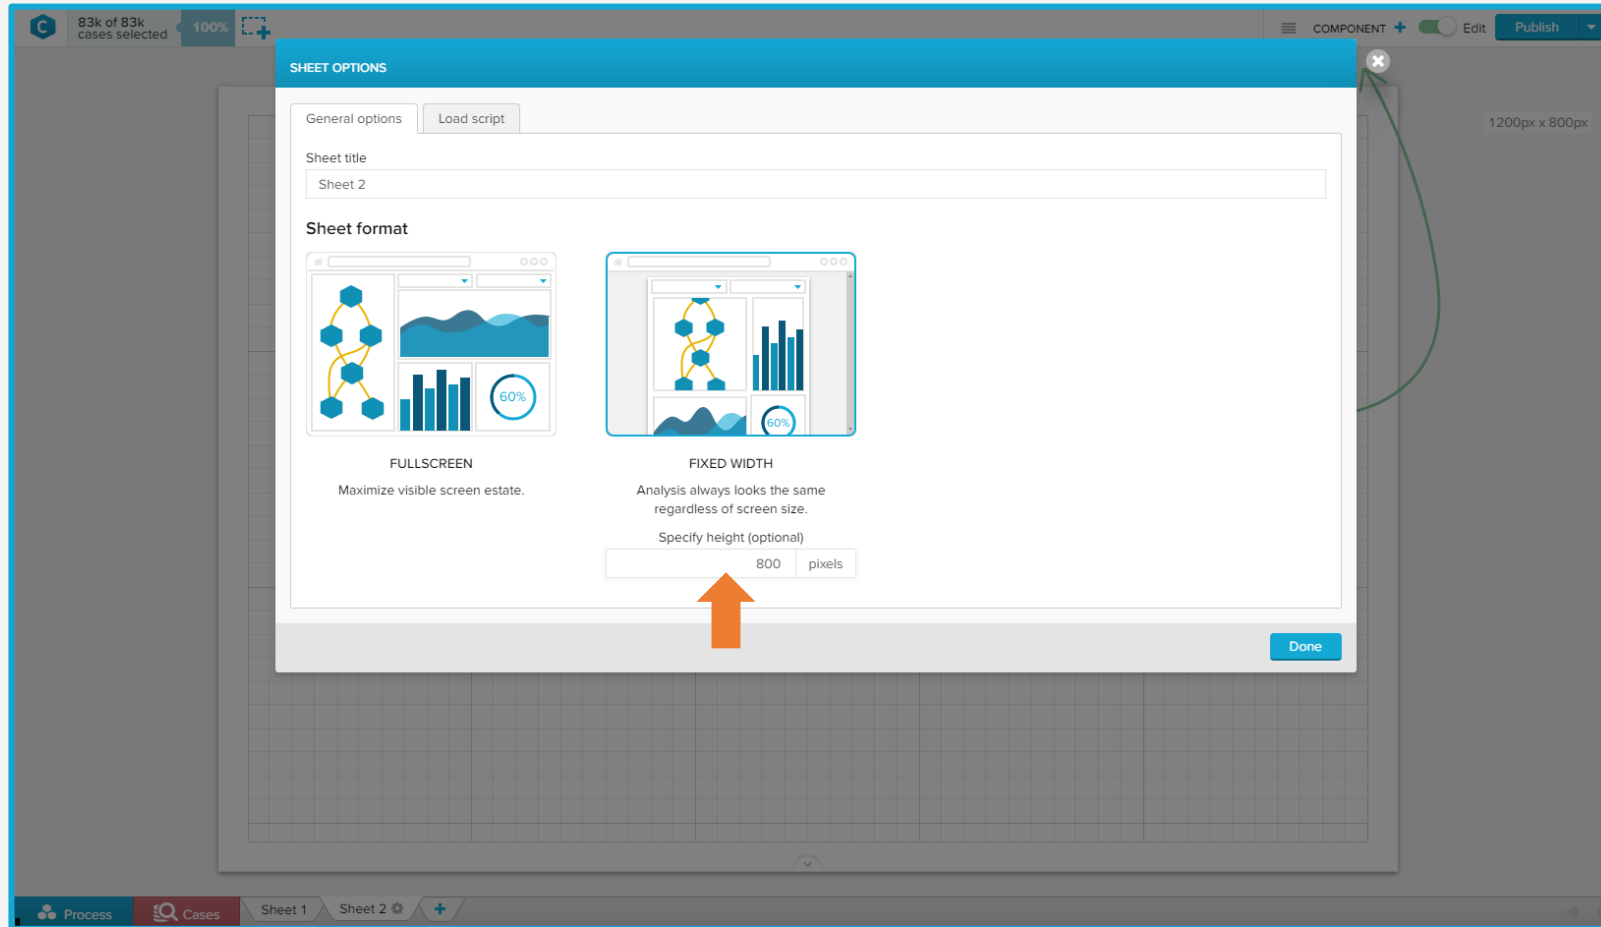 C
83k of 83k
cases selected
100%
COMPONENT
Edit
Publish
SHEET OPTIONS
General options
Load script
1200px x 800px
Sheet title
Sheet 2
Sheet format
60%
60%
FULLSCREEN
FIXED WIDTH
Maximize visible screen estate.
Analysis always looks the same
regardless of screen size.
Specify height (optional)
800
pixels
Done
Process
Cases
Sheet 1
Sheet 2